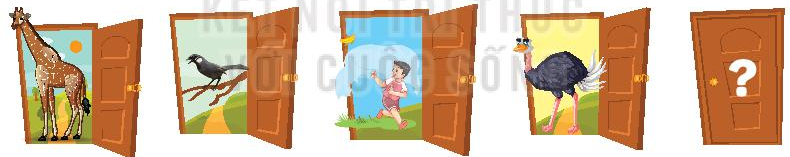 KẾT NỐI TRI THỨC
VỚI CUỘC SỐNG
?